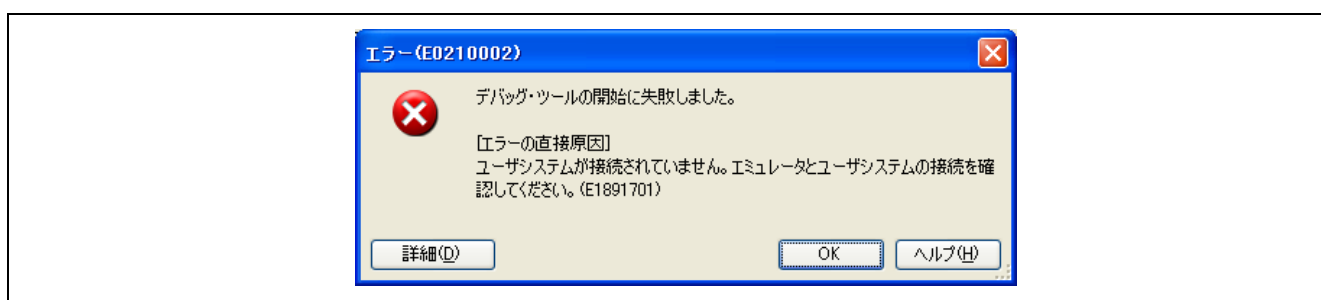 エラー(E0210002)
デバッグ・ツールの開始に失敗しました。
[エラーの直接原因]
ユーザシステムが接続されていません。エミュレータとユーザシステムの接続を確
認してください。(E1891701)
詳細(D) OK ヘルプ(H)